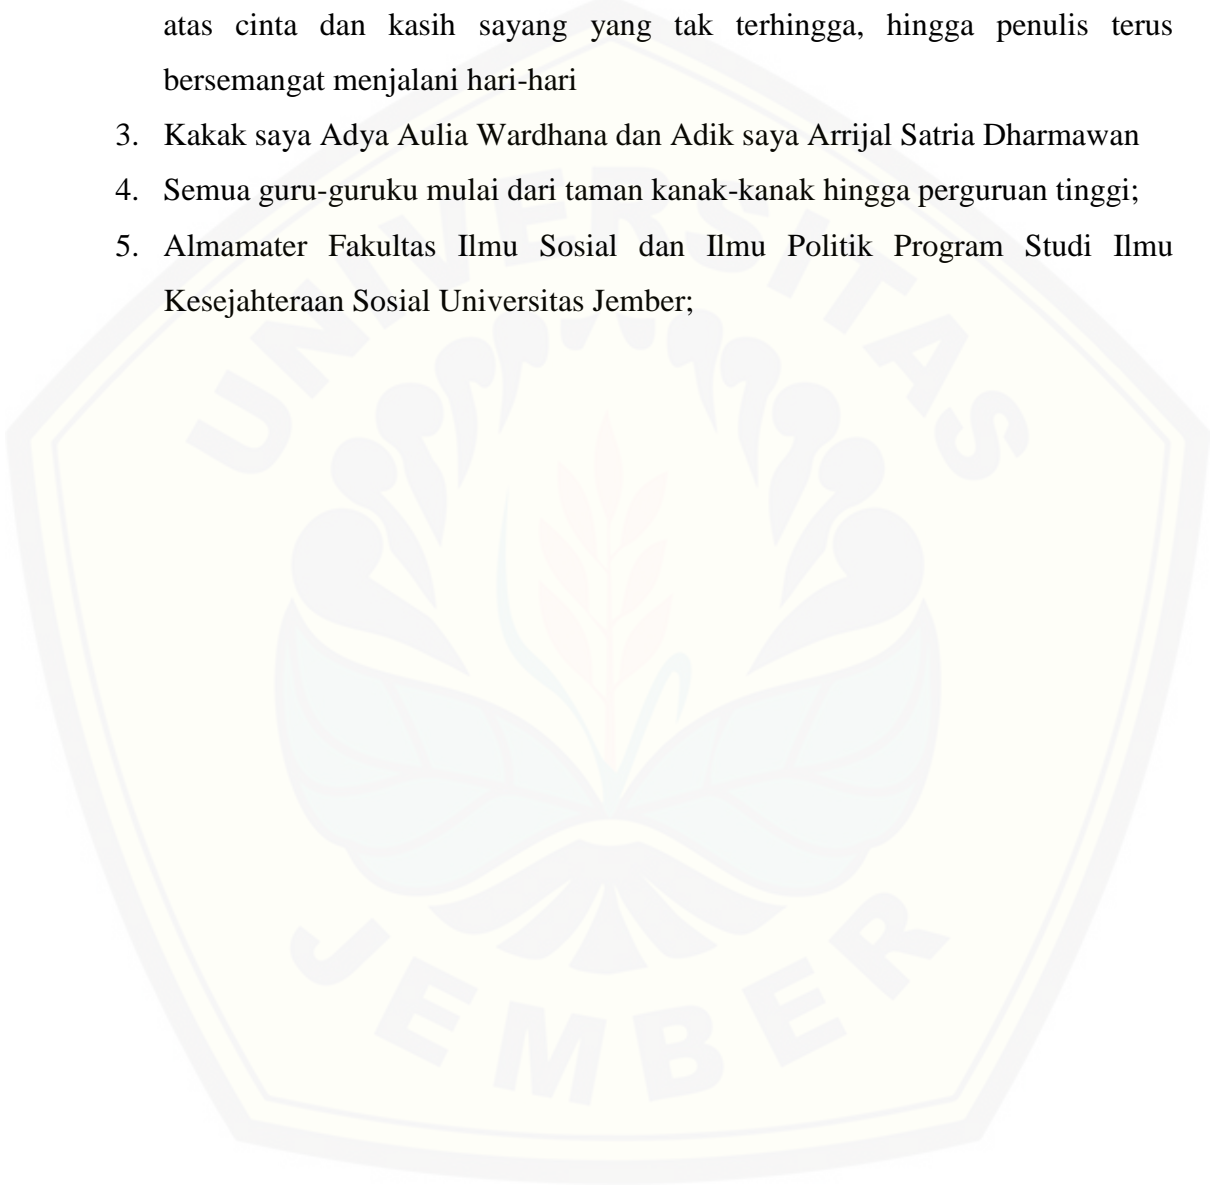 atas cinta dan kasih sayang yang tak terhingga, hingga penulis terus
bersemangat menjalani hari-hari
3. Kakak saya Adya Aulia Wardhana dan Adik saya Arrijal Satria Dharmawan
4. Semua guru-guruku mulai dari taman kanak-kanak hingga perguruan tinggi;
5. Almamater Fakultas Ilmu Sosial dan Ilmu Politik Program Studi Ilmu
Kesejahteraan Sosial Universitas Jember;
UNIVERSITAS
JEMBER